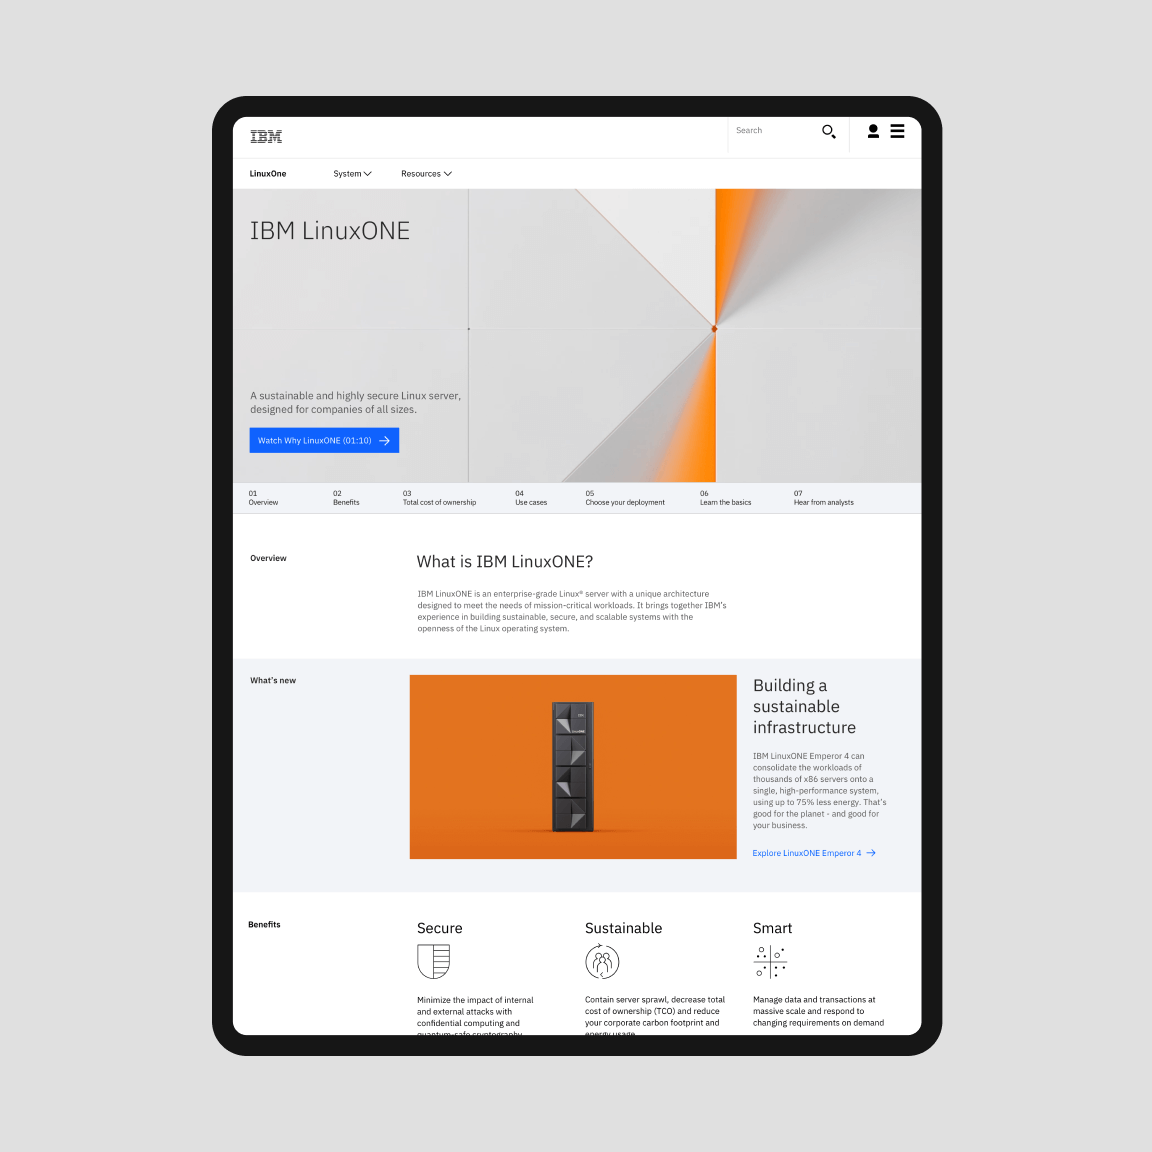 IBM
Search
LinuxOne
System
Resources
IBM LinuxONE
A sustainable and highly secure Linux server,
designed for companies of all sizes.
Watch Why LinuxONE (01:10)
01
Overview
02
Benefits
03
Total cost of ownership
04
Use cases
05
Choose your deployment
06
Learn the basics
07
Hear from analysts
Overview
What is IBM LinuxONE?
IBM LinuxONE is an enterprise-grade Linux® server with a unique architecture
designed to meet the needs of mission-critical workloads. It brings together IBM's
experience in building sustainable, secure, and scalable systems with the
openness of the Linux operating system.
What's new
IBM
LinuxONE
Building a
sustainable
infrastructure
IBM LinuxONE Emperor 4 can
consolidate the workloads of
thousands of x86 servers onto a
single, high-performance system,
using up to 75% less energy. That's
good for the planet - and good for
your business.
Explore LinuxONE Emperor 4
Benefits
Secure
Minimize the impact of internal
and external attacks with
confidential computing and
quantum-safe cryptography
Sustainable
Contain server sprawl, decrease total
cost of ownership (TCO) and reduce
your corporate carbon footprint and
energy usage
Smart
Manage data and transactions at
massive scale and respond to
changing requirements on demand